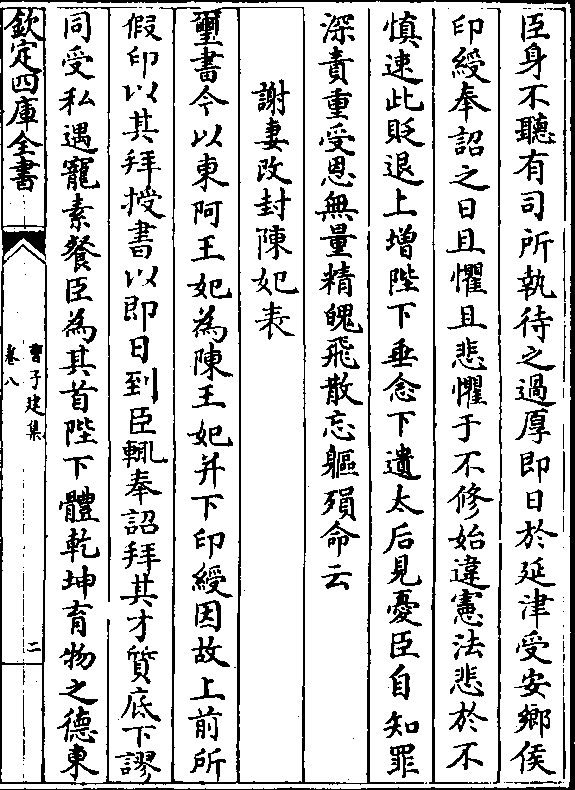 臣身不聽有司所執待之過厚即日於延津受安鄉侯
印綬奉詔之日且懼且悲懼于不修始違憲法悲於不
慎速此貶退上增陛下垂念下遺太后見憂臣自知罪
深責重受恩無量精魄飛散忘軀殞命云
謝妻改封陳妃表
璽書今以東阿王妃為陳王妃并下印綬因故上前所
假印以其拜授書以即日到臣輒奉詔拜其才質底下謬
同受私遇寵素餐臣為其首陛下體乾坤育物之德東
欽定四庫全書
曹子建集
卷八
二